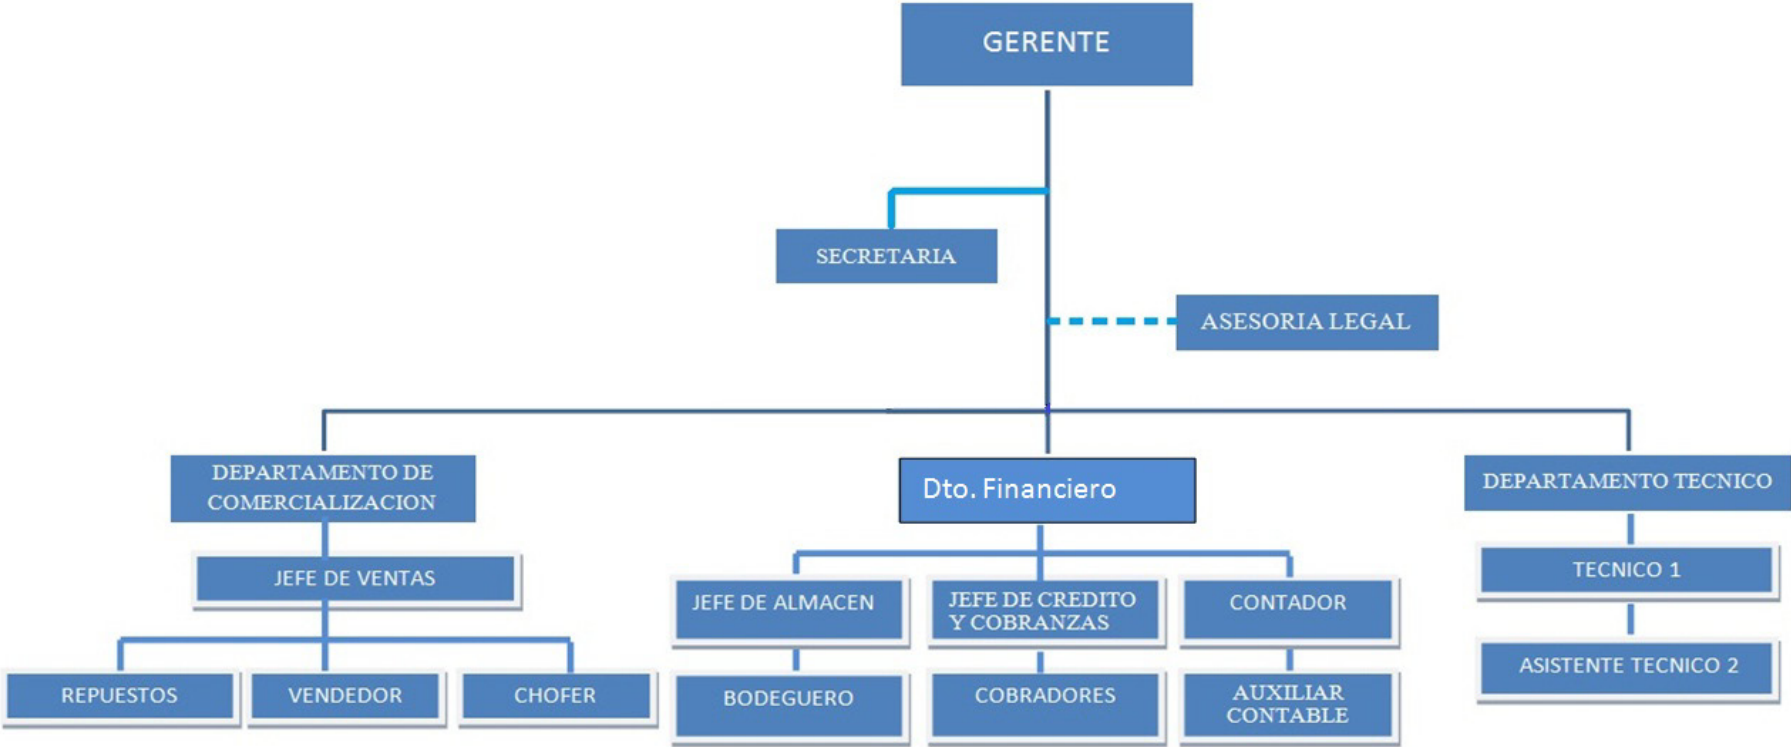 GERENTE
SECRETARIA
ASESORIA LEGAL
DEPARTAMENTO DE
COMERCIALIZACION
Dto. Financiero
DEPARTAMENTO TECNICO
JEFE DE VENTAS
JEFE DE ALMACEN
JEFE DE CREDITO
Y COBRANZAS
CONTADOR
TECNICO 1
REPUESTOS
VENDEDOR
CHOFER
BODEGUERO
COBRADORES
AUXILIAR
CONTABLE
ASISTENTE TECNICO 2